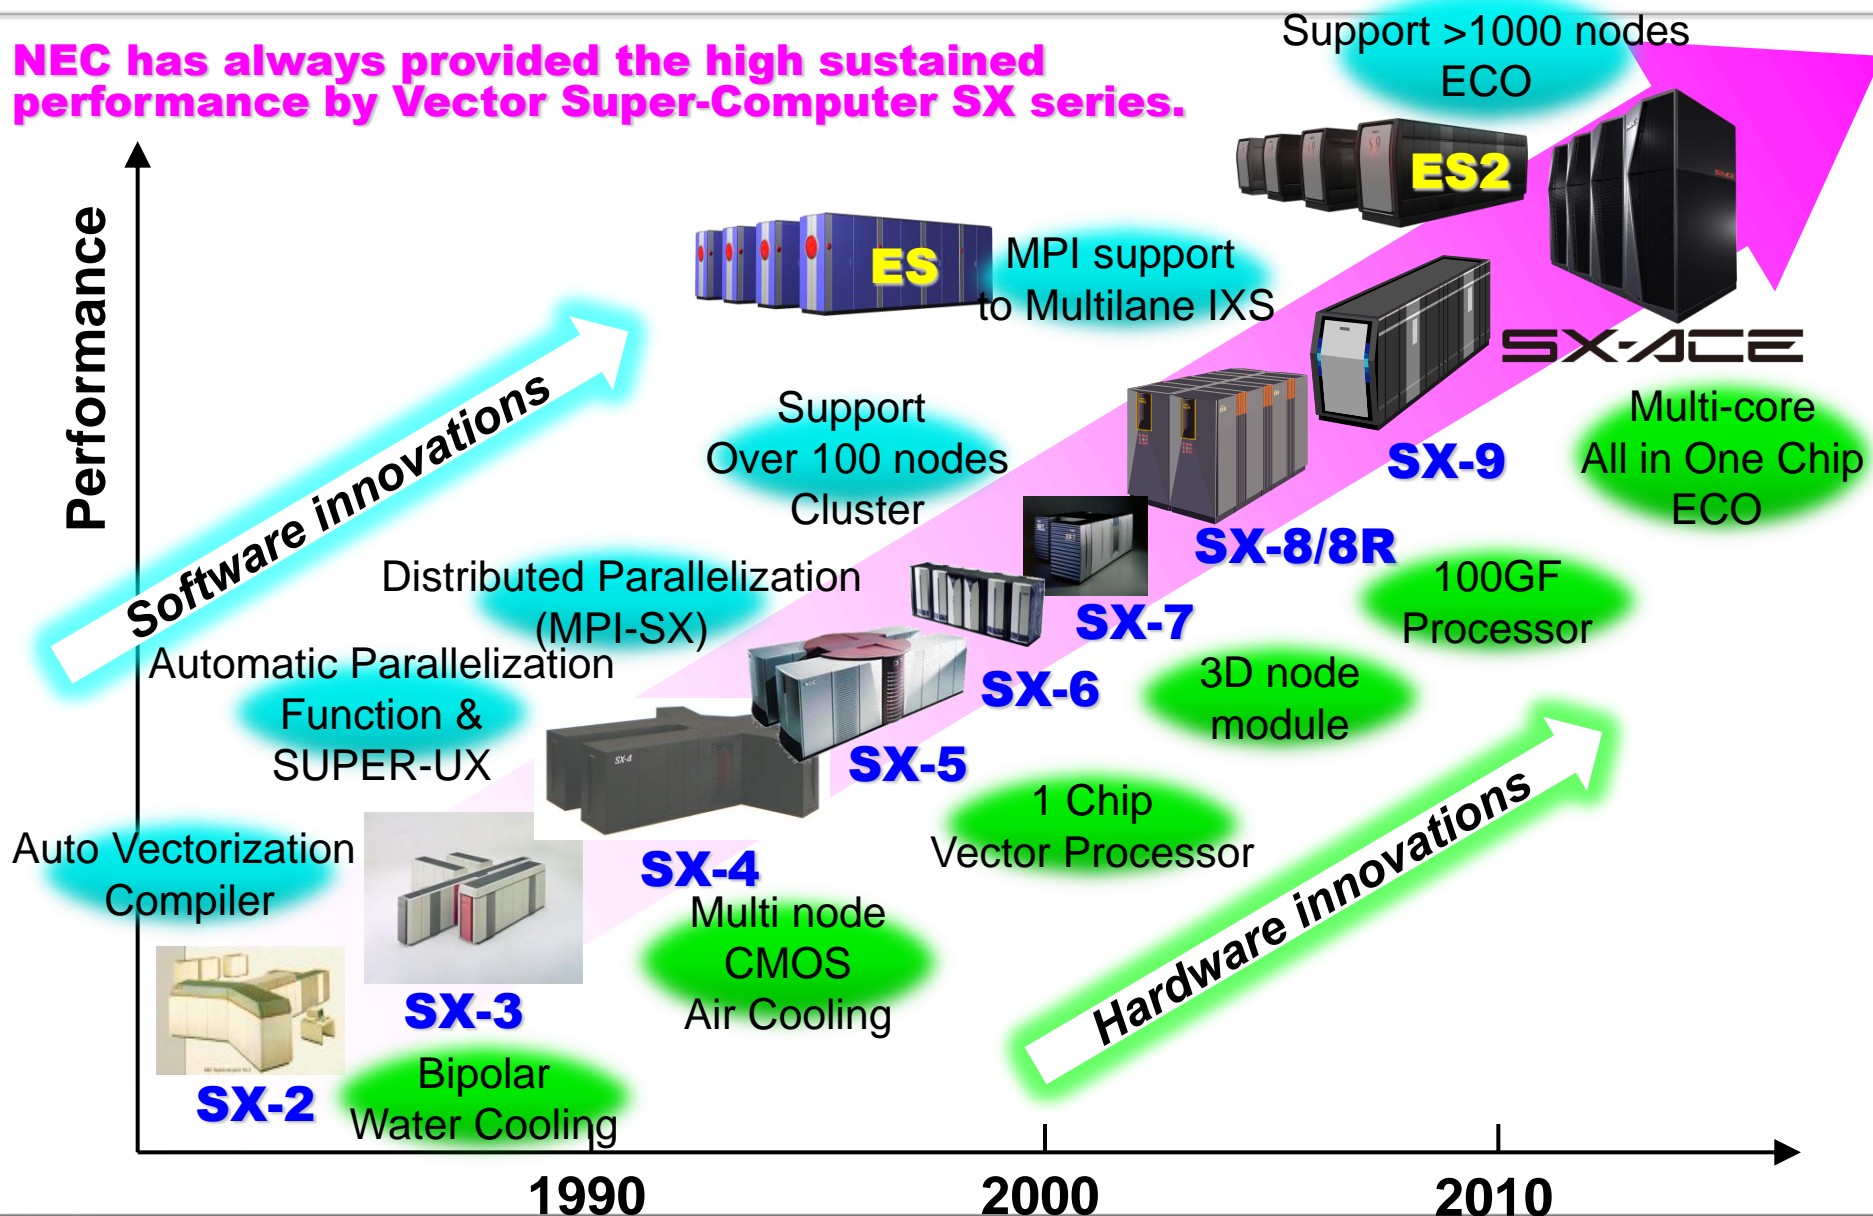 NEC has always provided the high sustained
performance by Vector Super-Computer SX series.
Support >1000 nodes
ECO
ES2
ES
MPI support
to Multilane IXS
SX-ACE
Performance
Software innovations
Support
Over 100 nodes
Cluster
SX-9
Multi-core
All in One Chip
ECO
SX-8/8R
Distributed Parallelization
(MPI-SX)
100GF
Processor
SX-7
Automatic Parallelization
Function &
SUPER-UX
SX-6
3D node
module
SX-4
SX-5
1 Chip
Vector Processor
Hardware innovations
Auto Vectorization
Compiler
SX-4
Multi node
CMOS
Air Cooling
SX-3
SX-2
Bipolar
Water Cooling
1990
2000
2010